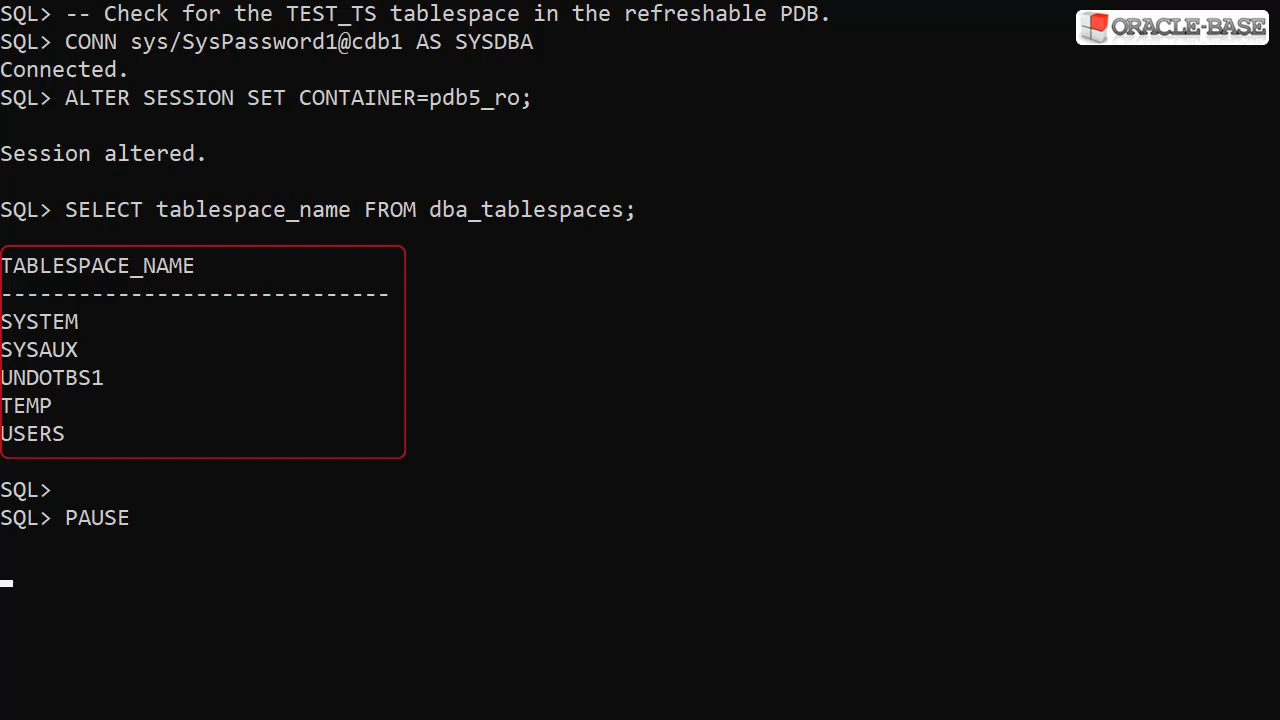 SQL> -- Check for the TEST_TS tablespace in the refreshable PDB.
SQL> CONN sys/SysPassword1@cdb1 AS SYSDBA
Connected.
SQL> ALTER SESSION SET CONTAINER=pdb5_ro;
Session altered.
SQL> SELECT tablespace_name FROM dba_tablespaces;
TABLESPACE_NAME
------------------------------
SYSTEM
SYSAUX
UNDOTBS1
TEMP
USERS
SQL>
SQL> PAUSE
ORACLE-BASE